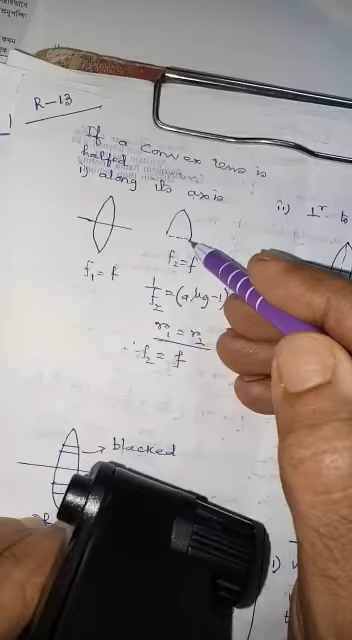 R-13
If a convex lens is
halfed
i) along its axis
ii) 1r to
f₁ = f
f₂ = f
1/f₂ = (aμg-1)
r₁ = r₂
∴ f₂ = f
→ blacked